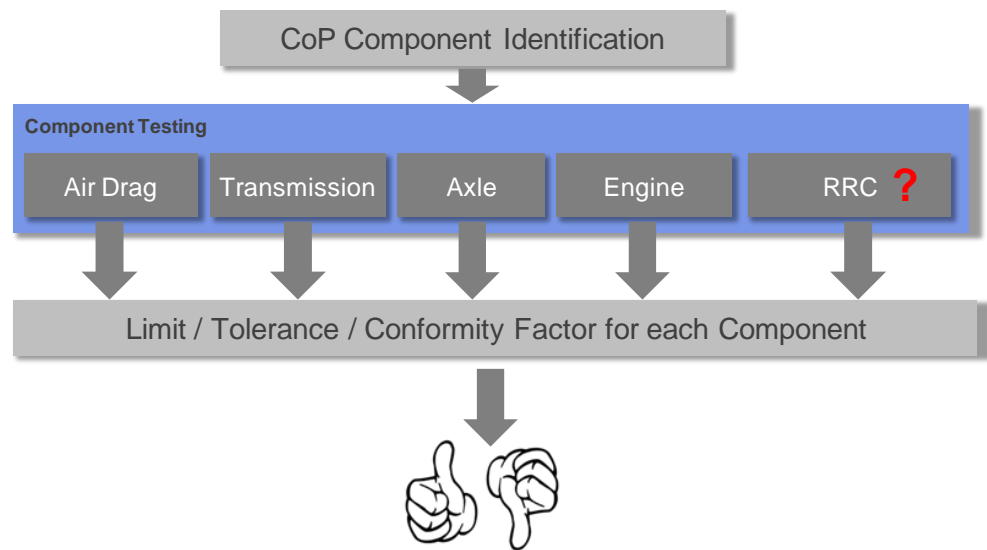 CoP Component Identification
Component Testing
Air Drag
Transmission
Axle
Engine
RRC ?
Limit / Tolerance / Conformity Factor for each Component